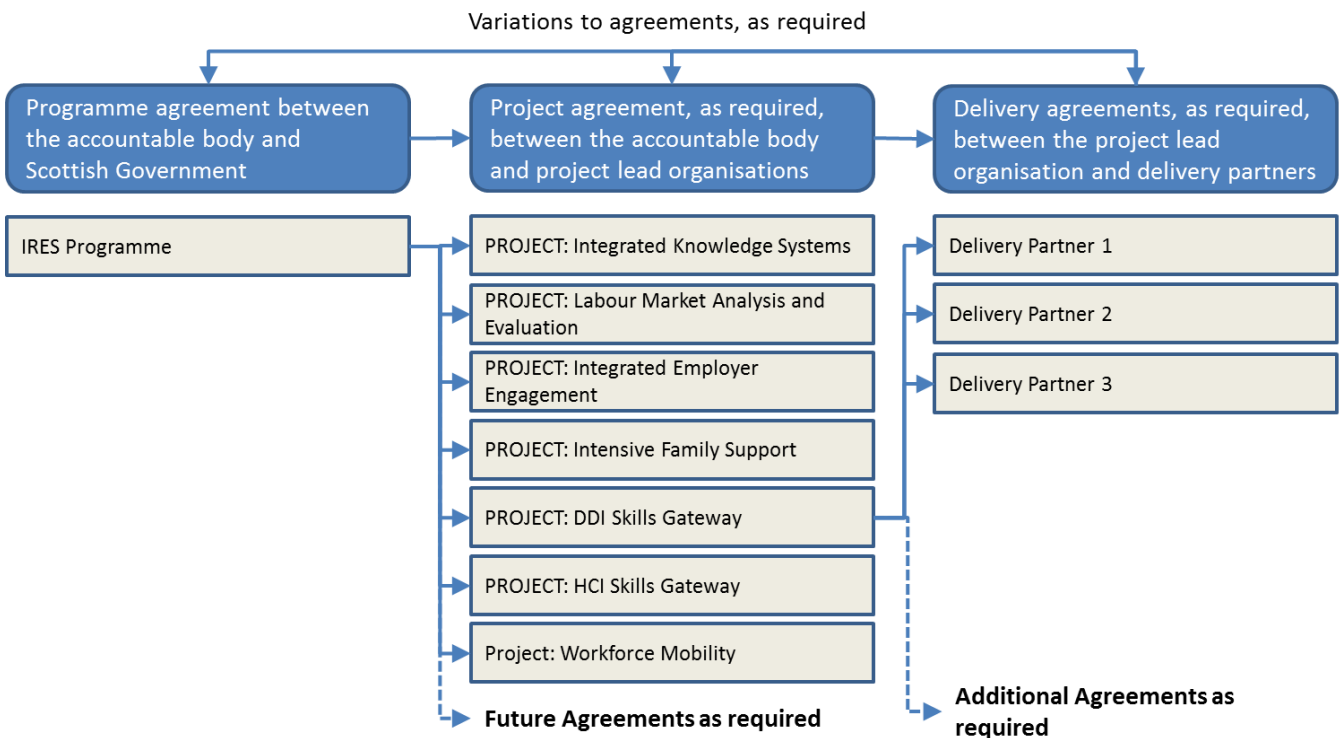 Variations to agreements, as required
Programme agreement between
the accountable body and
Scottish Government
Project agreement, as required,
between the accountable body
and project lead organisations
Delivery agreements, as required,
between the project lead
organisation and delivery partners
IRES Programme
PROJECT: Integrated Knowledge Systems
PROJECT: Labour Market Analysis and
Evaluation
PROJECT: Integrated Employer
Engagement
PROJECT: Intensive Family Support
PROJECT: DDI Skills Gateway
PROJECT: HCI Skills Gateway
Project: Workforce Mobility
Future Agreements as required
Delivery Partner 1
Delivery Partner 2
Delivery Partner 3
Additional Agreements as
required